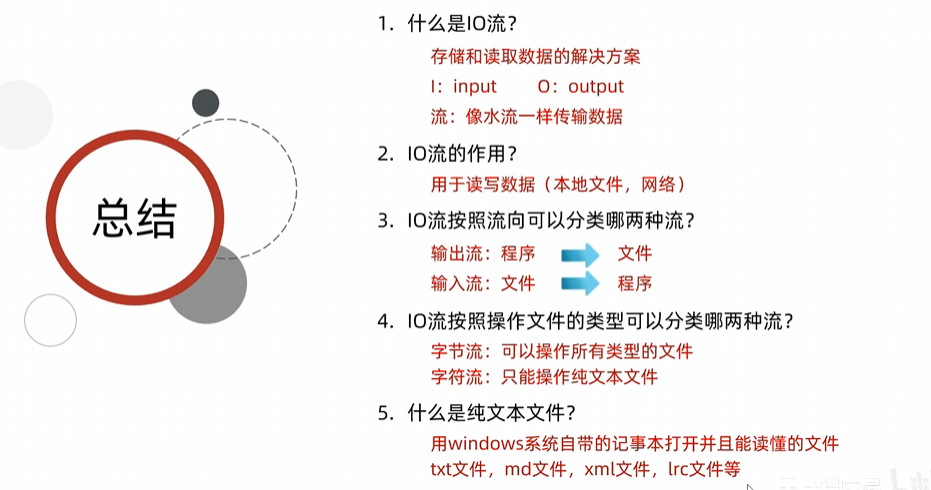 总结
1. 什么是IO流？
存储和读取数据的解决方案
I：input O：output
流：像水流一样传输数据
2. IO流的作用？
用于读写数据（本地文件，网络）
3. IO流按照流向可以分类哪两种流？
输出流：程序 文件
输入流：文件 程序
4. IO流按照操作文件的类型可以分类哪两种流？
字节流：可以操作所有类型的文件
字符流：只能操作纯文本文件
5. 什么是纯文本文件？
用windows系统自带的记事本打开并且能读懂的文件
txt文件，md文件，xml文件，lrc文件等